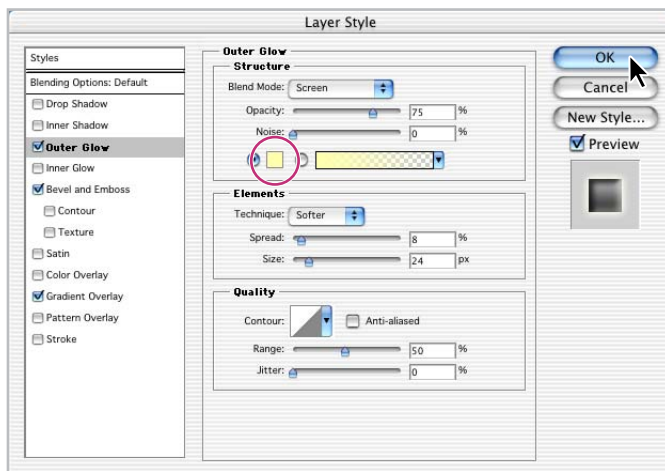 Layer Style
Styles
Blending Options: Default
Drop Shadow
Inner Shadow
Outer Glow
Inner Glow
Bevel and Emboss
Contour
Texture
Satin
Color Overlay
Gradient Overlay
Pattern Overlay
Stroke
Outer Glow
Structure
Blend Mode: Screen
Opacity: 75 %
Noise: 0 %
Elements
Technique: Softer
Spread: 8 %
Size: 24 px
Quality
Contour: Anti-aliased
Range: 50 %
Jitter: 0 %
OK
Cancel
New Style...
Preview